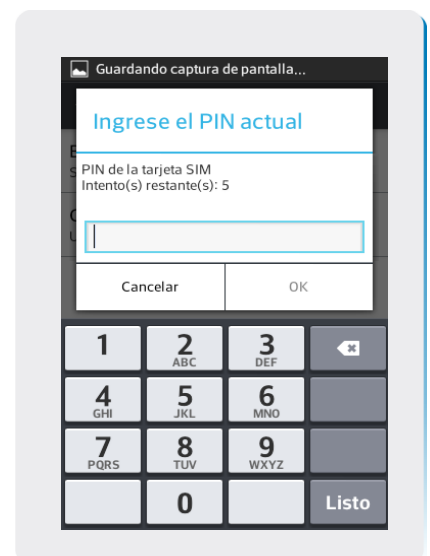 Guardando captura de pantalla...
Ingrese el PIN actual
PIN de la tarjeta SIM
Intento(s) restante(s): 5
Cancelar OK
1 2 3
ABC DEF
4 5 6
GHI JKL MNO
7 8 9
PQRS TUV WXYZ
0 Listo